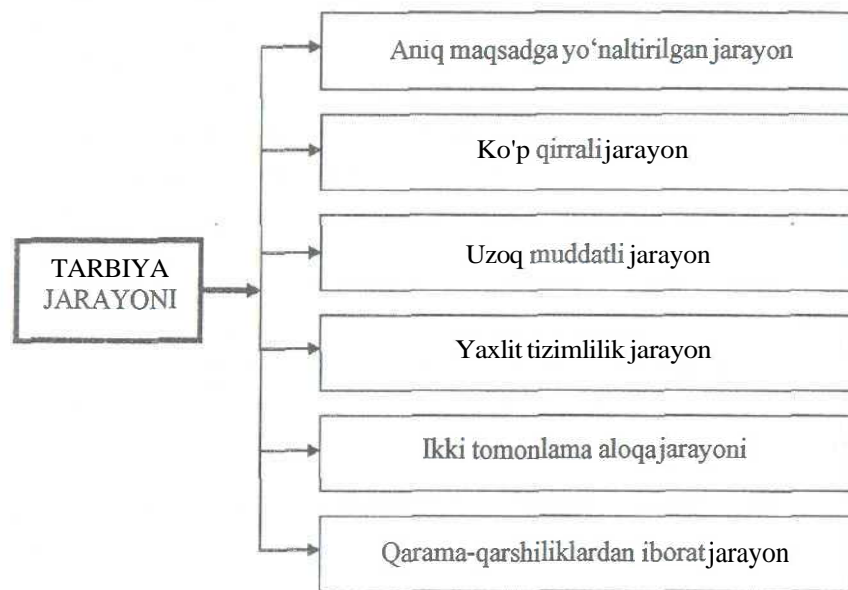 Aniq maqsadga yo‘naltirilgan jarayon
Ko'p qirrali jarayon
Uzoq muddatli jarayon
TARBIYA
JARAYONI
Yaxlit tizimlilik jarayon
Ikki tomonlama aloqa jarayoni
Qarama-qarshiliklardan iborat jarayon